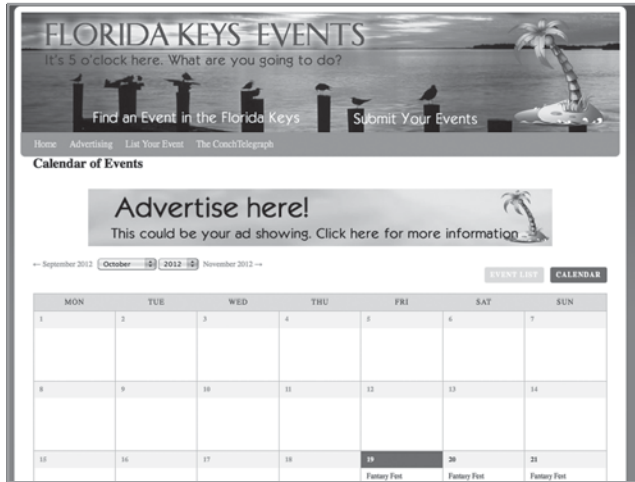 FLORIDA KEYS EVENTS
It's 5 o'clock here. What are you going to do?
Find an Event in the Florida Keys Submit Your Events
Home Advertising List Your Event The ConchTelegraph
Calendar of Events
Advertise here!
This could be your ad showing. Click here for more information
← September 2012 October 2012 November 2012 →
EVENT LIST CALENDAR
MON TUE WED THU FRI SAT SUN
1 2 3 4 5 6 7
8 9 10 11 12 13 14
15 16 17 18 19 20 21
Fantasy Fest Fantasy Fest Fantasy Fest